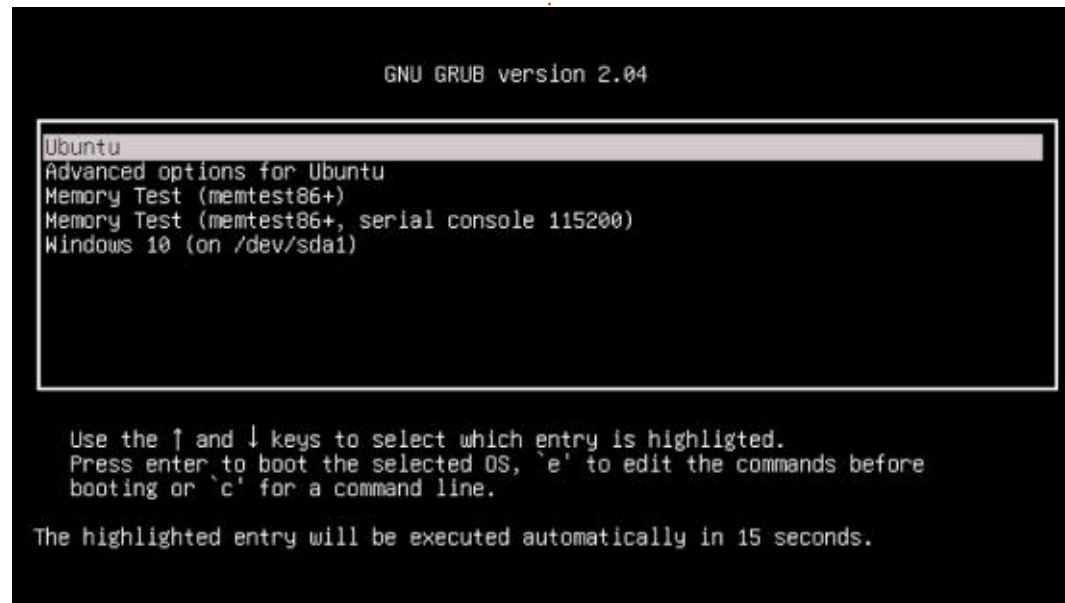 GNU GRUB version 2.04
Ubuntu
Advanced options for Ubuntu
Memory Test (memtest86+)
Memory Test (memtest86+, serial console 115200)
Windows 10 (on /dev/sda1)
Use the ↑ and ↓ keys to select which entry is highligted.
Press enter to boot the selected OS, `e' to edit the commands before
booting or `c' for a command line.
The highlighted entry will be executed automatically in 15 seconds.